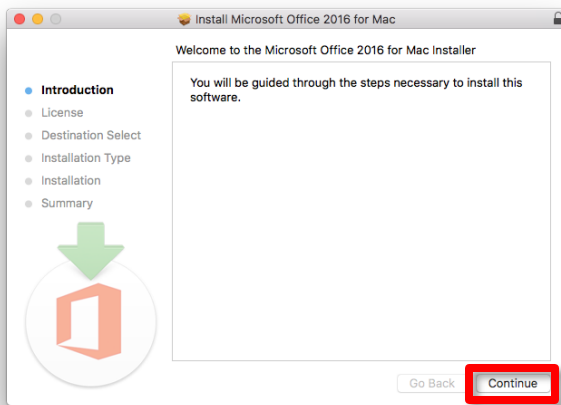 Install Microsoft Office 2016 for Mac
Welcome to the Microsoft Office 2016 for Mac Installer
Introduction
License
Destination Select
Installation Type
Installation
Summary
You will be guided through the steps necessary to install this
software.
Go Back
Continue